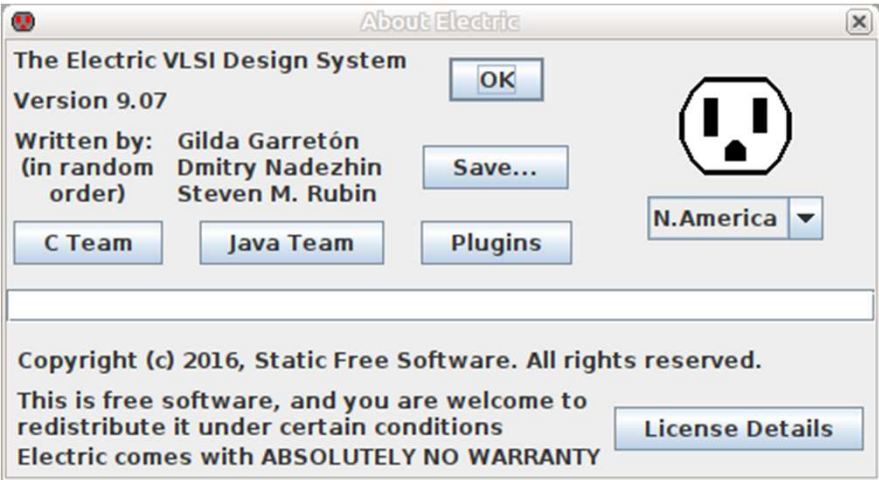 About Electric
The Electric VLSI Design System
OK
Version 9.07
Written by: Gilda Garretón
(in random Dmitry Nadezhin
order) Steven M. Rubin
Save...
N.America
C Team
Java Team
Plugins
Copyright (c) 2016, Static Free Software. All rights reserved.
This is free software, and you are welcome to
redistribute it under certain conditions
License Details
Electric comes with ABSOLUTELY NO WARRANTY